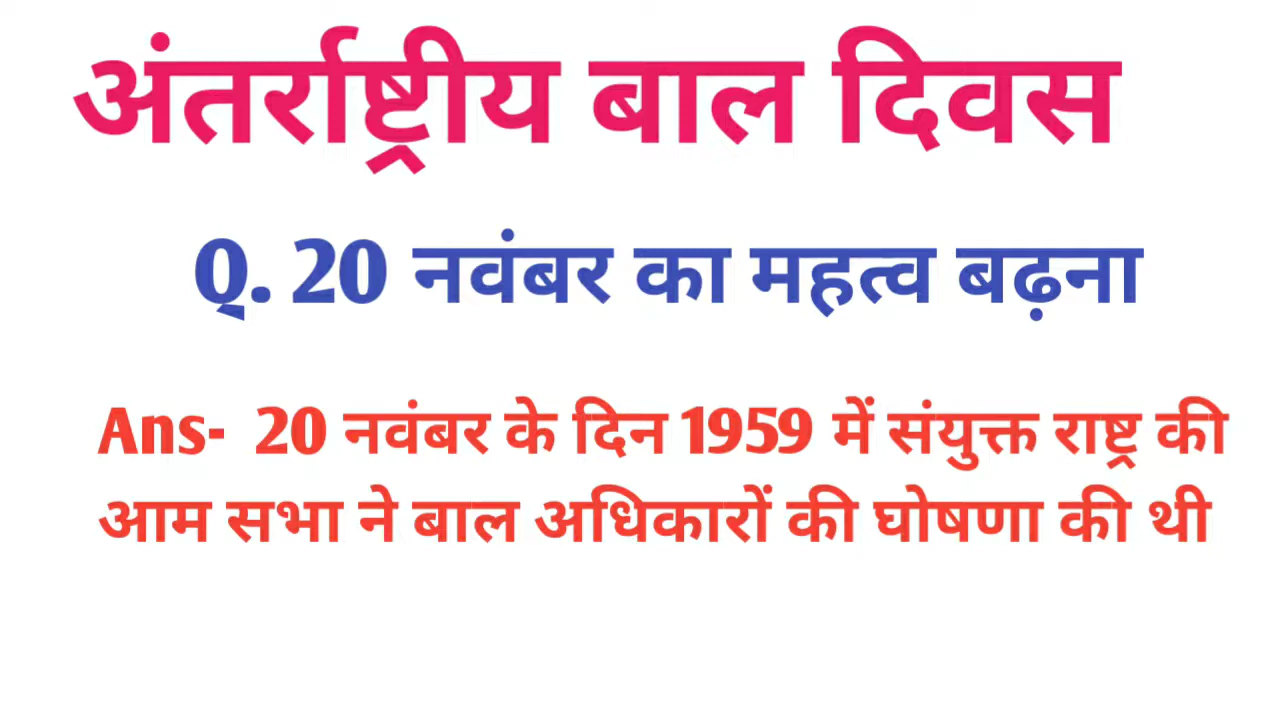 अंतर्राष्ट्रीय बाल दिवस
Q. 20 नवंबर का महत्व बढ़ना
Ans- 20 नवंबर के दिन 1959 में संयुक्त राष्ट्र की
आम सभा ने बाल अधिकारों की घोषणा की थी